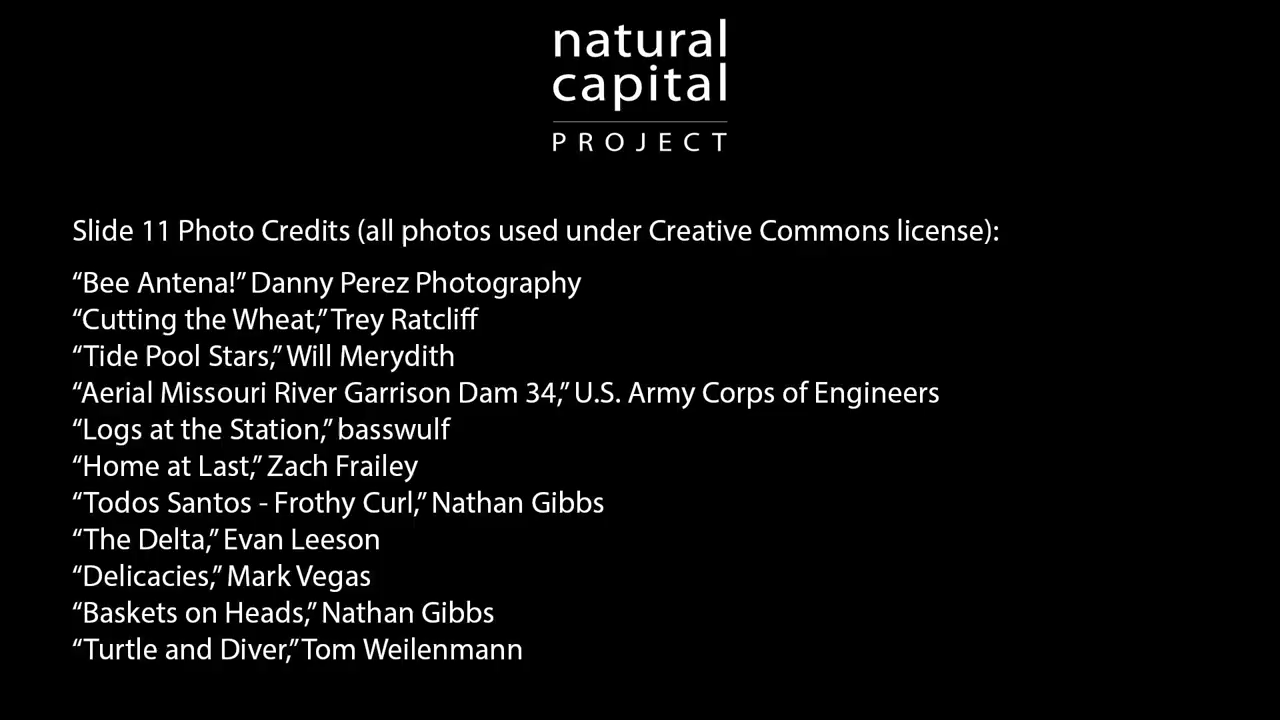 natural
capital
PROJECT
Slide 11 Photo Credits (all photos used under Creative Commons license):
“Bee Antena!” Danny Perez Photography
“Cutting the Wheat,” Trey Ratcliff
“Tide Pool Stars,” Will Merydith
“Aerial Missouri River Garrison Dam 34,” U.S. Army Corps of Engineers
“Logs at the Station,” basswulf
“Home at Last,” Zach Frailey
“Todos Santos - Frothy Curl,” Nathan Gibbs
“The Delta,” Evan Leeson
“Delicacies,” Mark Vegas
“Baskets on Heads,” Nathan Gibbs
“Turtle and Diver,” Tom Weilenmann